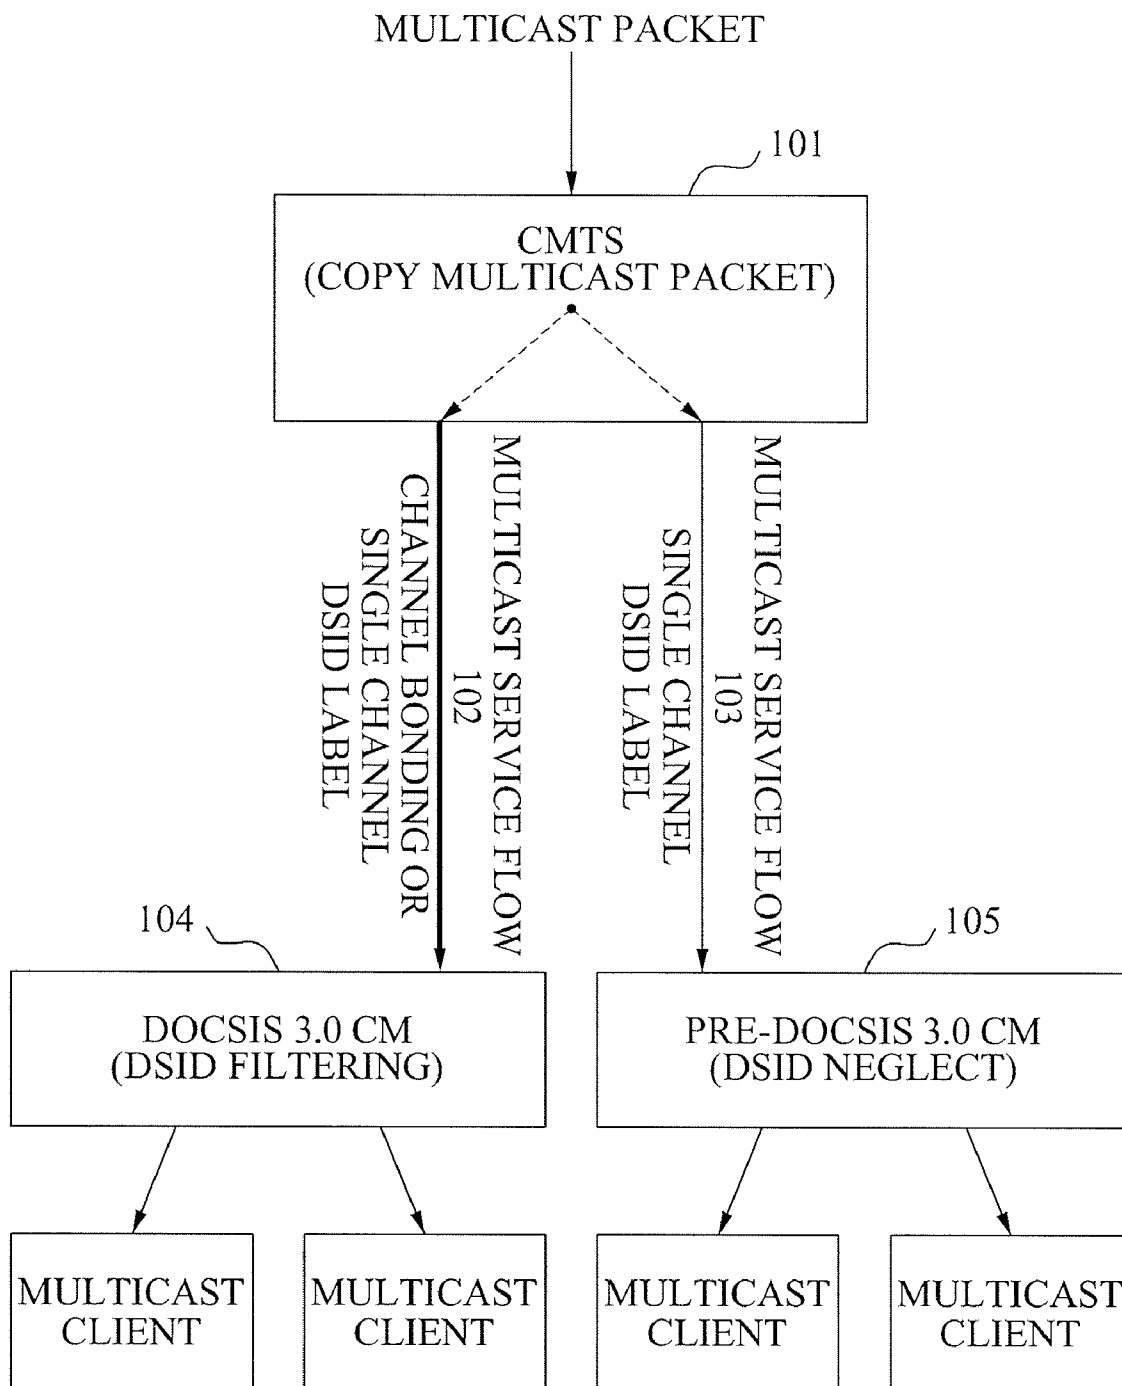 MULTICAST PACKET
101
CMTS
(COPY MULTICAST PACKET)
MULTICAST SERVICE FLOW
102
CHANNEL BONDING OR
SINGLE CHANNEL
DSID LABEL
MULTICAST SERVICE FLOW
103
SINGLE CHANNEL
DSID LABEL
104
DOCSIS 3.0 CM
(DSID FILTERING)
105
PRE-DOCSIS 3.0 CM
(DSID NEGLECT)
MULTICAST
CLIENT
MULTICAST
CLIENT
MULTICAST
CLIENT
MULTICAST
CLIENT